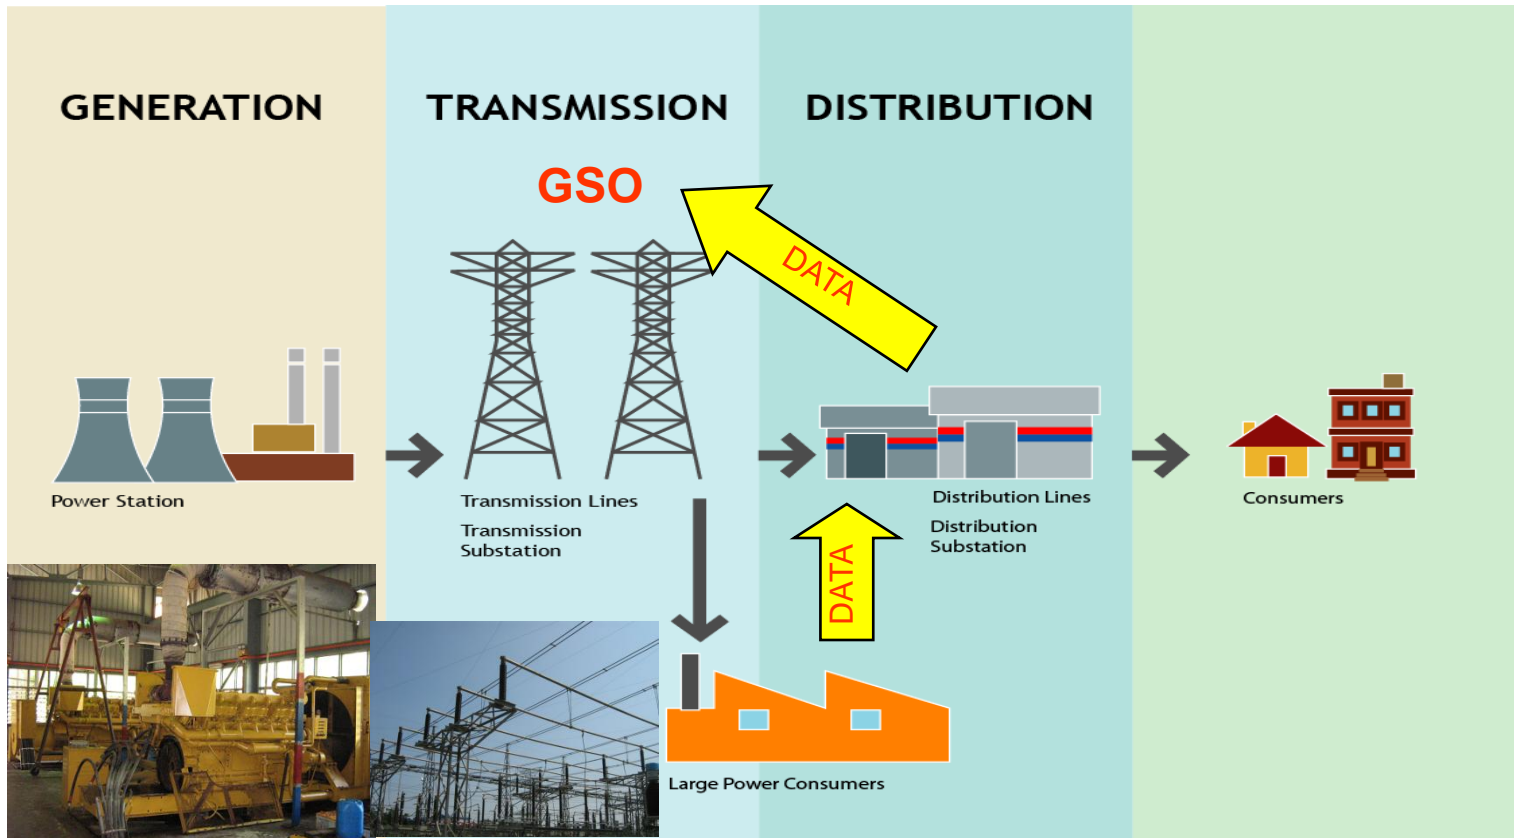 GENERATION
TRANSMISSION
DISTRIBUTION
GSO
DATA
Power Station
Transmission Lines
Transmission
Substation
Distribution Lines
Distribution
Substation
Consumers
DATA
Large Power Consumers